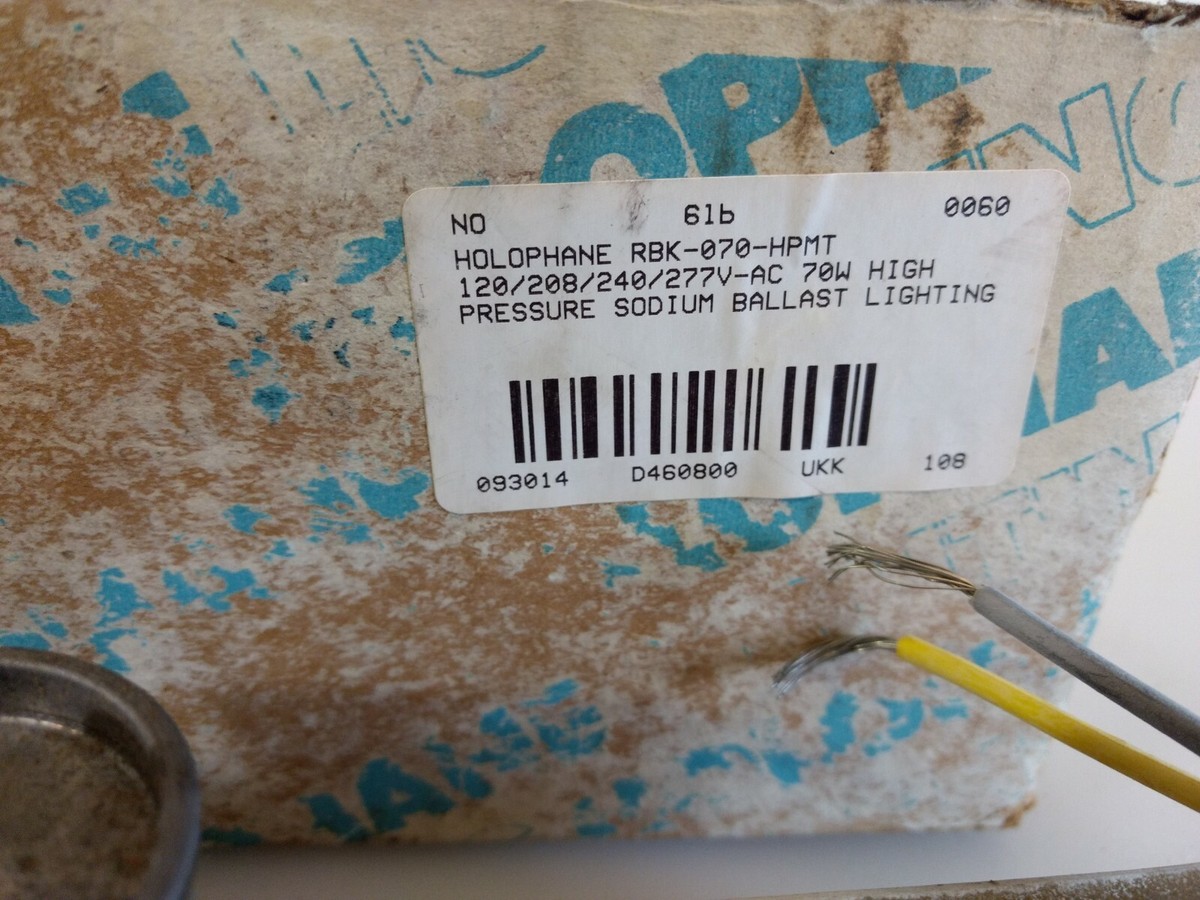 NO 61b 0060
HOLOPHANE RBK-070-HPMT
120/208/240/277V-AC 70W HIGH
PRESSURE SODIUM BALLAST LIGHTING
093014 D460800 UKK 108